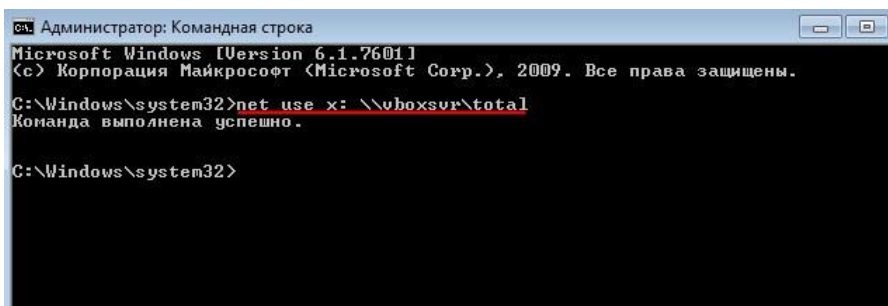 Администратор: Командная строка
Microsoft Windows [Version 6.1.7601]
(c) Корпорация Майкрософт (Microsoft Corp.), 2009. Все права защищены.
C:\Windows\system32>net use x: \\vboxsvr\total
Команда выполнена успешно.
C:\Windows\system32>